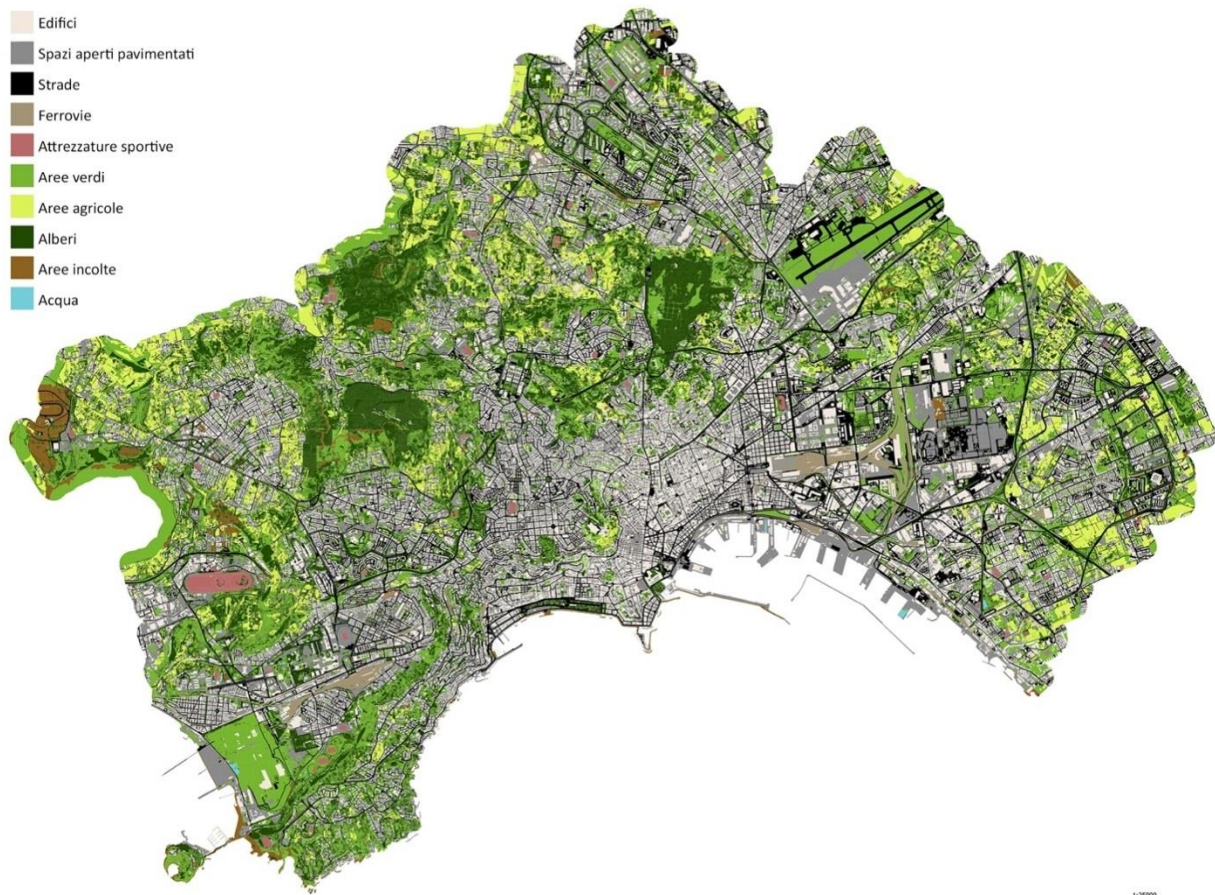 Edifici
Spazi aperti pavimentati
Strade
Ferrovie
Attrezzature sportive
Aree verdi
Aree agricole
Alberi
Aree incolte
Acqua